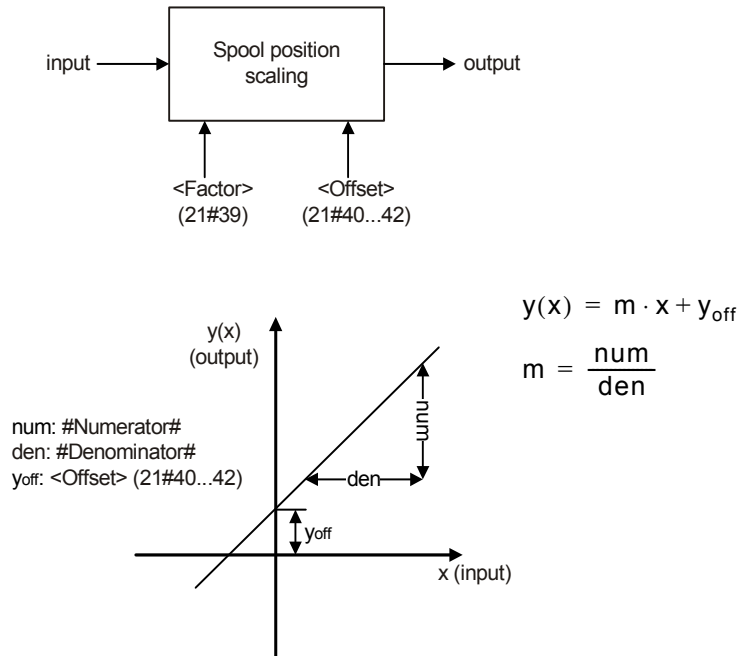 input
Spool position
scaling
output
<Factor>
(21#39)
<Offset>
(21#40...42)
y(x) = m · x + yoff
m = num
den
y(x)
(output)
num
den
num: #Numerator#
den: #Denominator#
yoff: <Offset> (21#40...42)
yoff
x (input)